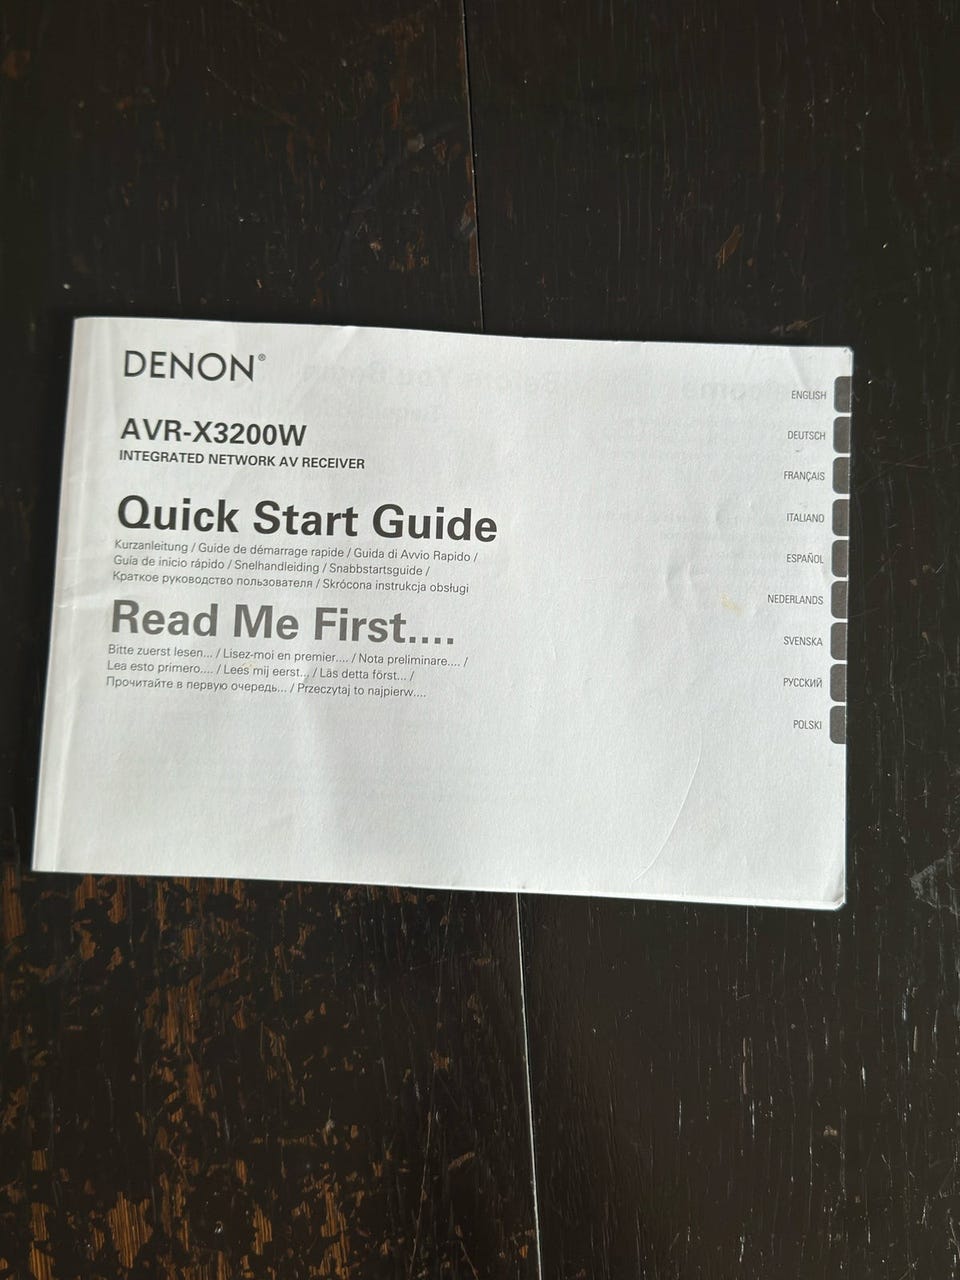 DENON®
AVR-X3200W
INTEGRATED NETWORK AV RECEIVER
Quick Start Guide
Kurzanleitung / Guide de démarrage rapide / Guida di Avvio Rapido /
Guía de inicio rápido / Snelhandleiding / Snabbstartsguide /
Краткое руководство пользователя / Skrócona instrukcja obsługi
Read Me First....
Bitte zuerst lesen... / Lisez-moi en premier.... / Nota preliminare.... /
Lea esto primero.... / Lees mij eerst... / Läs detta först... /
Прочитайте в первую очередь... / Przeczytaj to najpierw....
ENGLISH
DEUTSCH
FRANÇAIS
ITALIANO
ESPAÑOL
NEDERLANDS
SVENSKA
РУССКИЙ
POLSKI